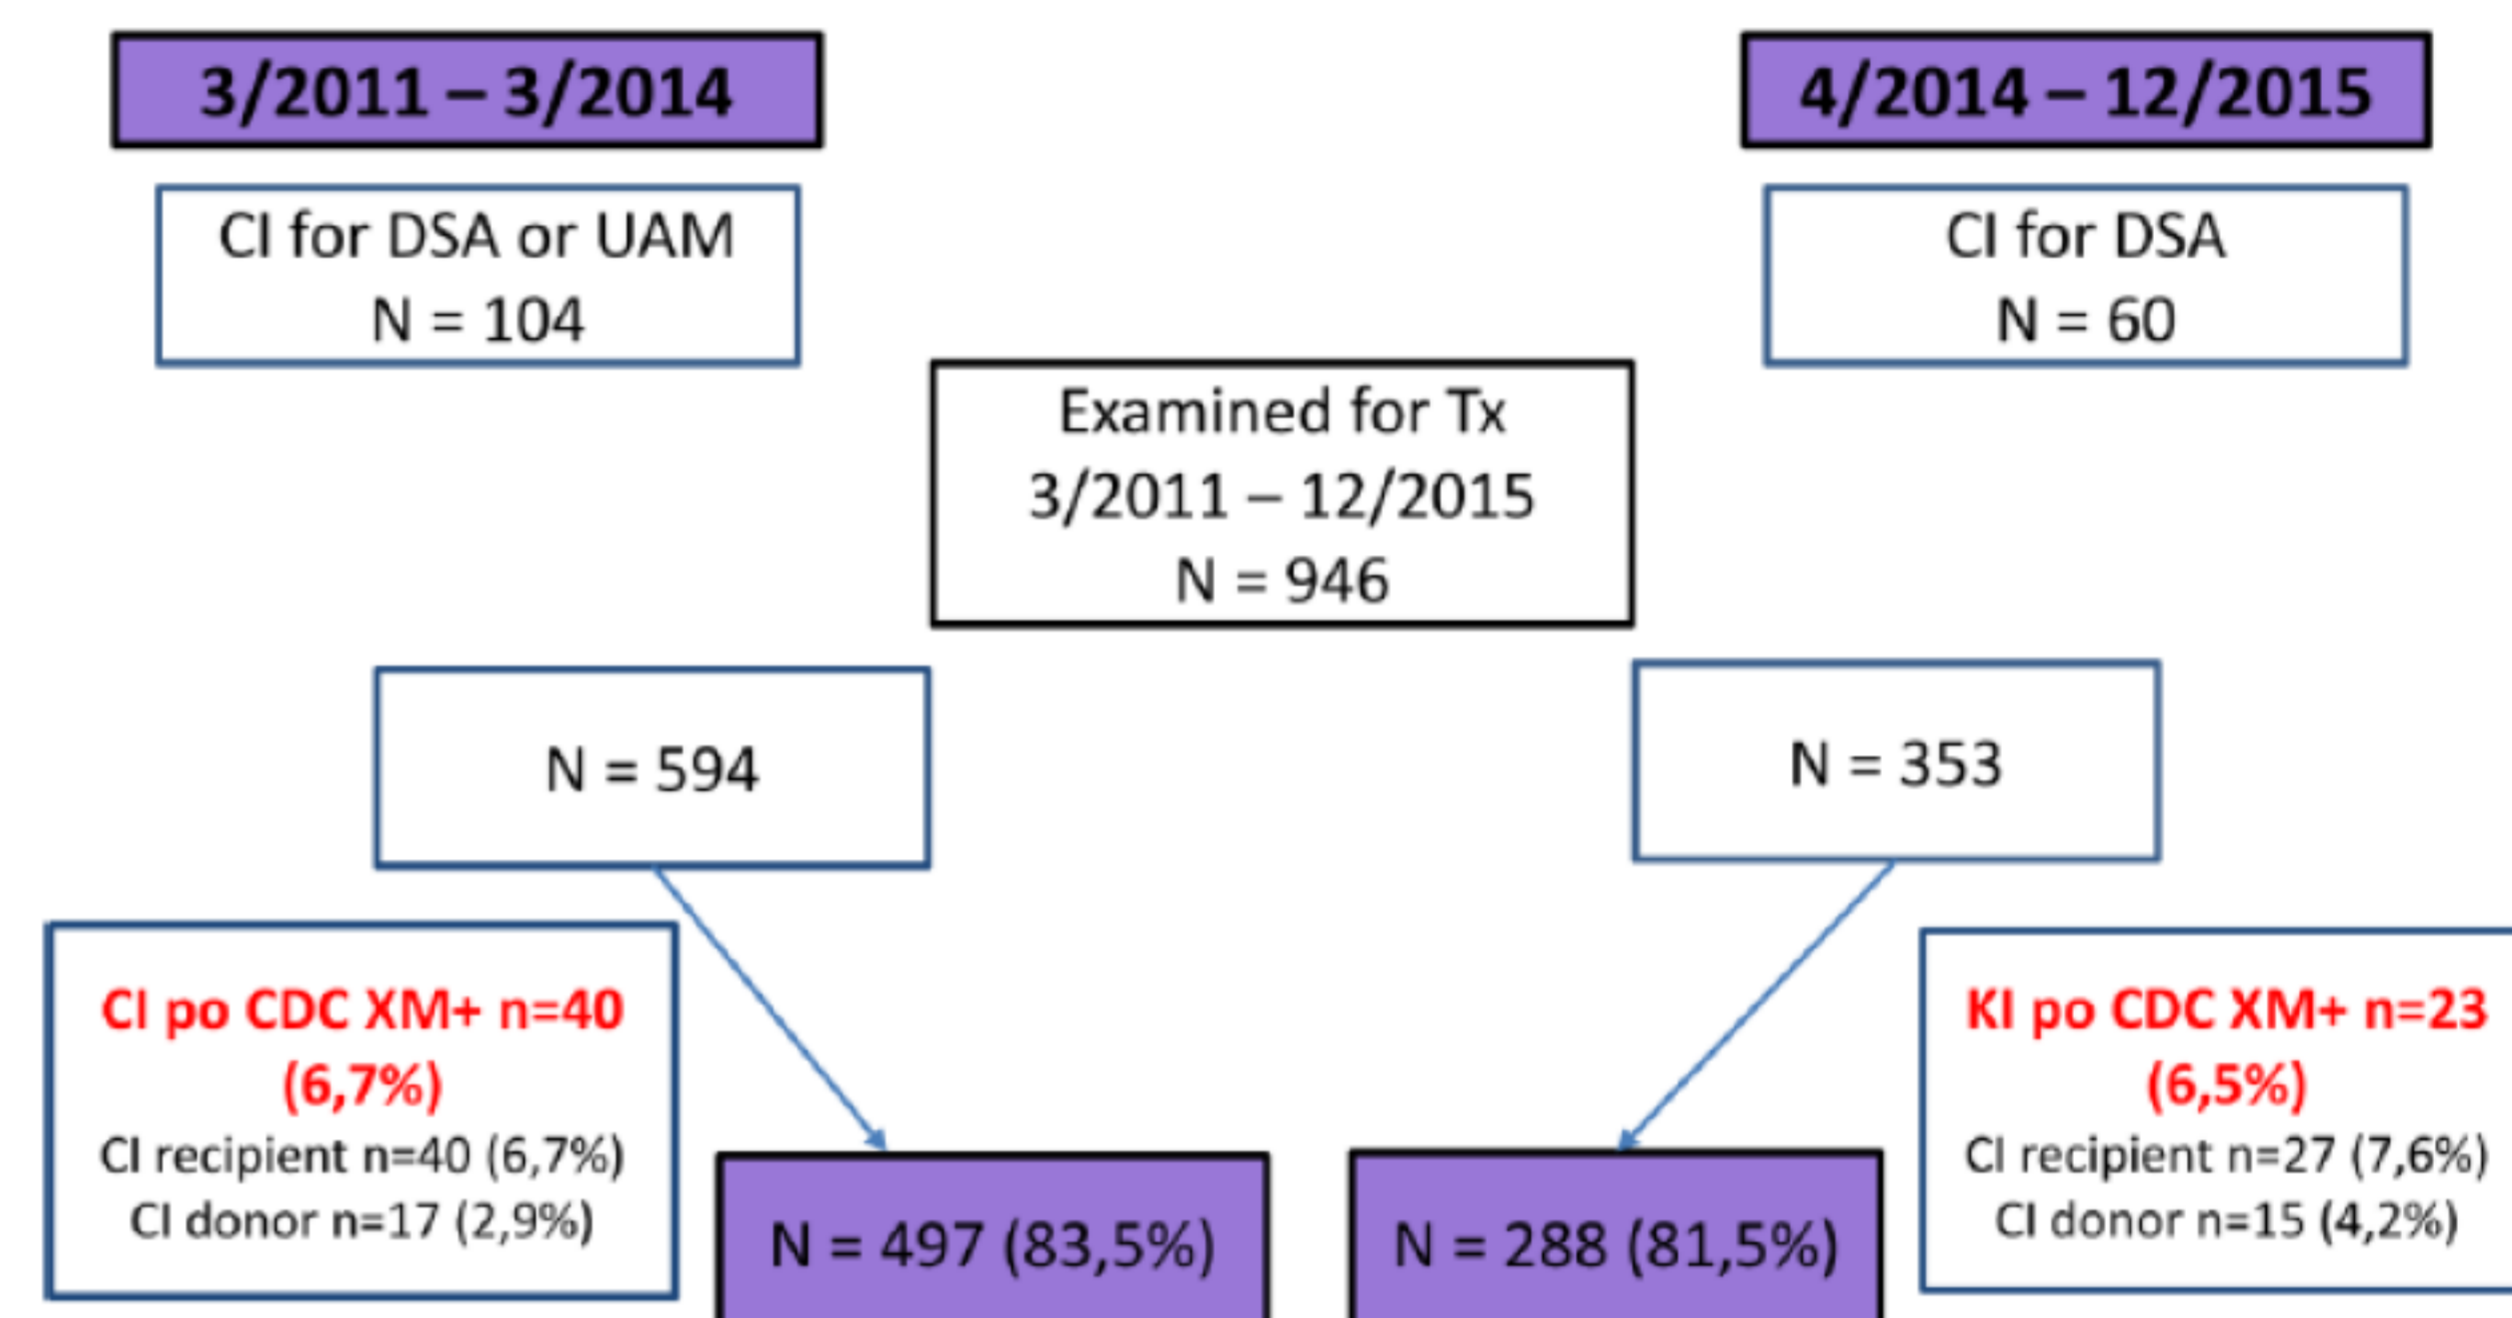 3/2011 – 3/2014
4/2014 – 12/2015
CI for DSA or UAM
N = 104
CI for DSA
N = 60
Examined for Tx
3/2011 – 12/2015
N = 946
N = 594
N = 353
CI po CDC XM+ n=40
(6,7%)
CI recipient n=40 (6,7%)
CI donor n=17 (2,9%)
KI po CDC XM+ n=23
(6,5%)
CI recipient n=27 (7,6%)
CI donor n=15 (4,2%)
N = 497 (83,5%)
N = 288 (81,5%)